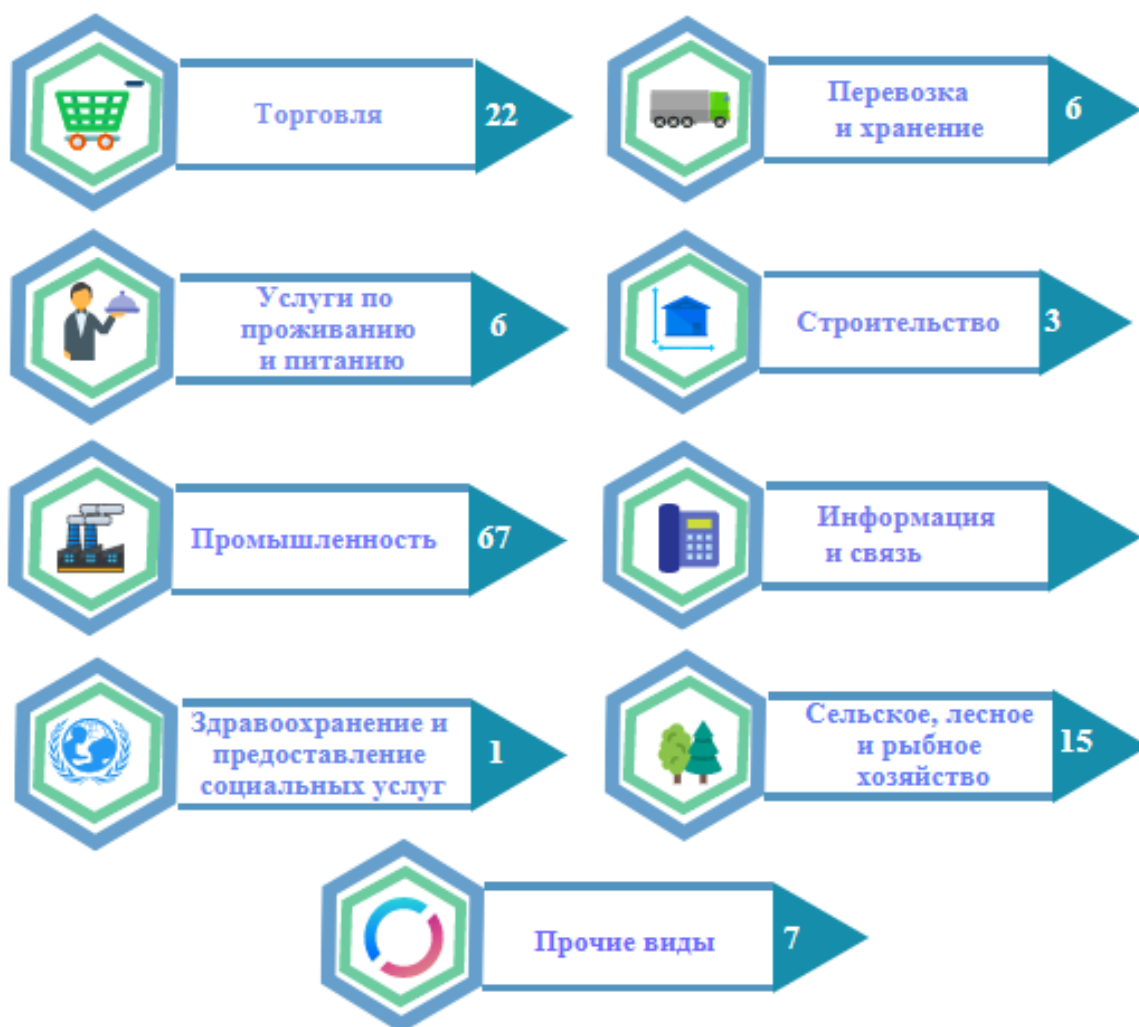 Торговля
22
Перевозка
и хранение
6
Услуги по
проживанию
и питанию
6
Строительство
3
Промышленность
67
Информация
и связь
Здравоохранение и
предоставление
социальных услуг
1
Сельское, лесное
и рыбное
хозяйство
15
Прочие виды
7